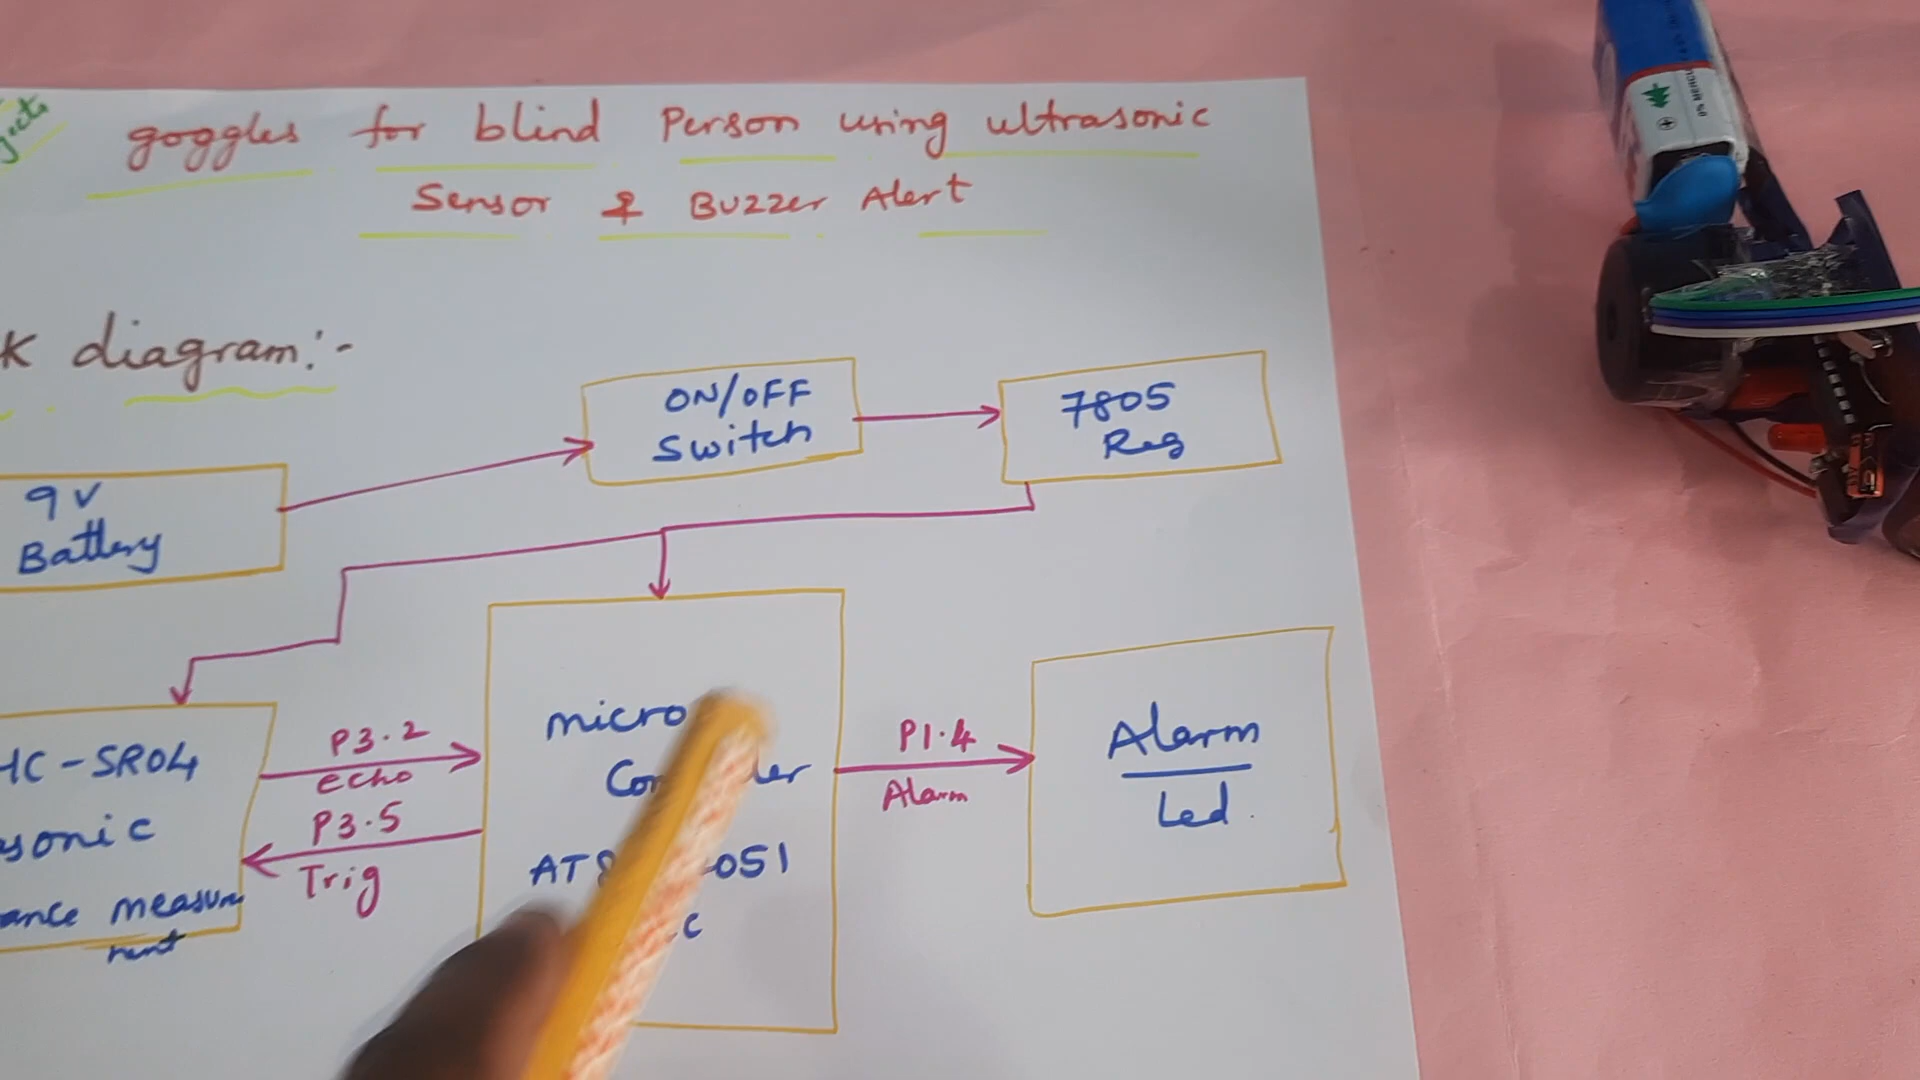 goggles for blind Person using ultrasonic
Sensor & Buzzer Alert
K diagram:-
ON/OFF
Switch
7805
Reg
9V
Battery
HC-SR04
sonic
ance measure
ment
P3.2
echo
P3.5
Trig
micro
051
P1.4
Alarm
Alarm
Led